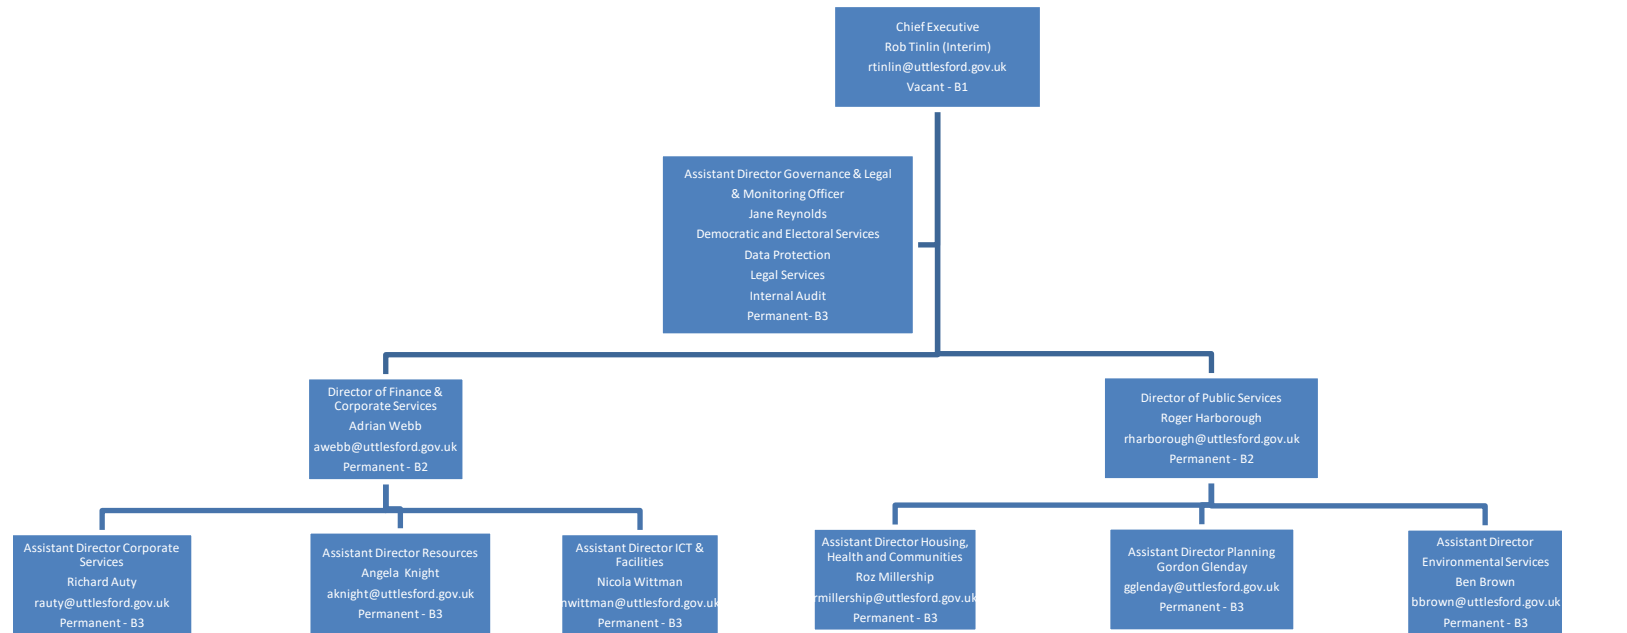 Chief Executive
Rob Tinlin (Interim)
rtinlin@uttlesford.gov.uk
Vacant - B1
Assistant Director Governance & Legal
& Monitoring Officer
Jane Reynolds
Democratic and Electoral Services
Data Protection
Legal Services
Internal Audit
Permanent- B3
Director of Finance &
Corporate Services
Adrian Webb
awebb@uttlesford.gov.uk
Permanent - B2
Director of Public Services
Roger Harborough
rharborough@uttlesford.gov.uk
Permanent - B2
Assistant Director Corporate
Services
Richard Auty
rauty@uttlesford.gov.uk
Permanent - B3
Assistant Director Resources
Angela Knight
aknight@uttlesford.gov.uk
Permanent - B3
Assistant Director ICT &
Facilities
Nicola Wittman
nwittman@uttlesford.gov.uk
Permanent - B3
Assistant Director Housing,
Health and Communities
Roz Millership
rmillership@uttlesford.gov.uk
Permanent - B3
Assistant Director Planning
Gordon Glenday
gglenday@uttlesford.gov.uk
Permanent - B3
Assistant Director
Environmental Services
Ben Brown
bbrown@uttlesford.gov.uk
Permanent - B3